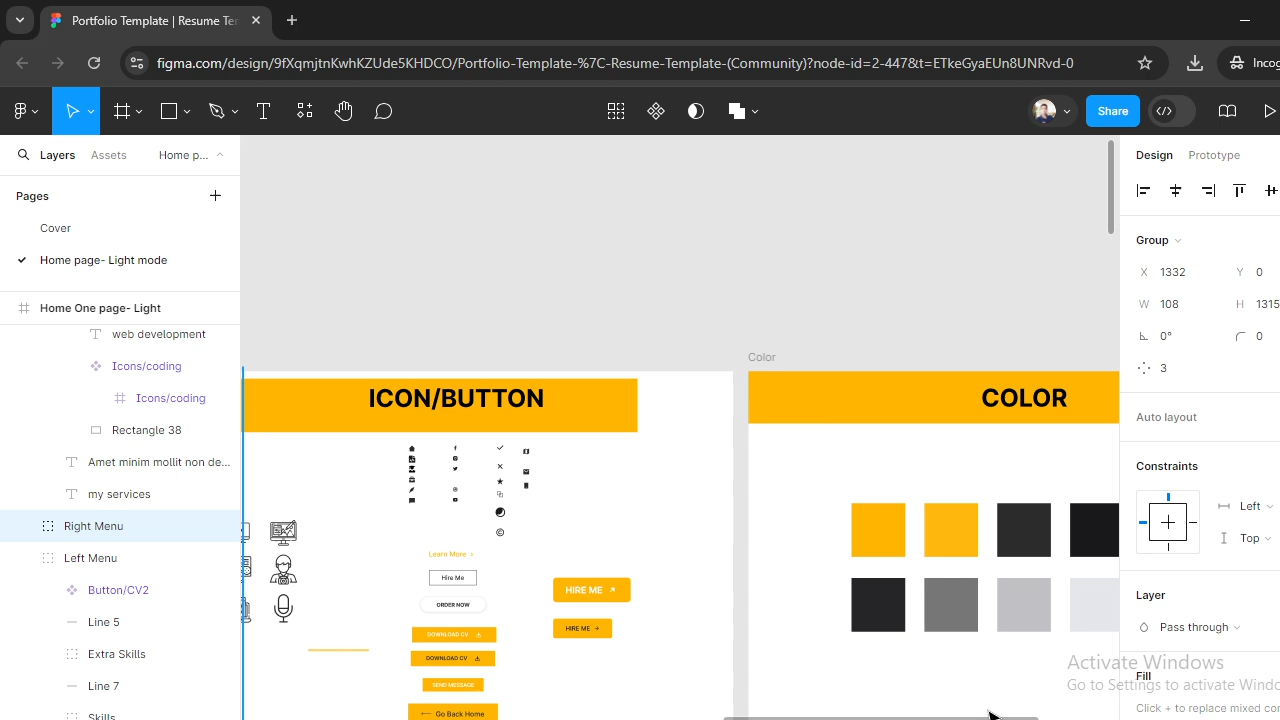 Portfolio Template | Resume Te
figma.com/design/9fXqmjtnKwhKZUde5KHDCO/Portfolio-Template-%7C-Resume-Template-(Community)?node-id=2-447&t=ETkeGyaEUn8UNRvd-0
Incog
Share
Layers Assets Home p...
Pages
Cover
Home page- Light mode
Home One page- Light
web development
Icons/coding
Icons/coding
Rectangle 38
Amet minim mollit non de...
my services
Right Menu
Left Menu
Button/CV2
Line 5
Extra Skills
Line 7
Skills
ICON/BUTTON
Learn More >
Hire Me
ORDER NOW
DOWNLOAD CV
DOWNLOAD CV
SEND MESSAGE
Go Back Home
HIRE ME
HIRE ME
Color
COLOR
Design Prototype
Group
X 1332 Y 0
W 108 H 1315
0° 0
3
Auto layout
Constraints
Left
Top
Layer
Pass through
Fill
Click + to replace mixed con
Activate Windows
Go to Settings to activate Windo